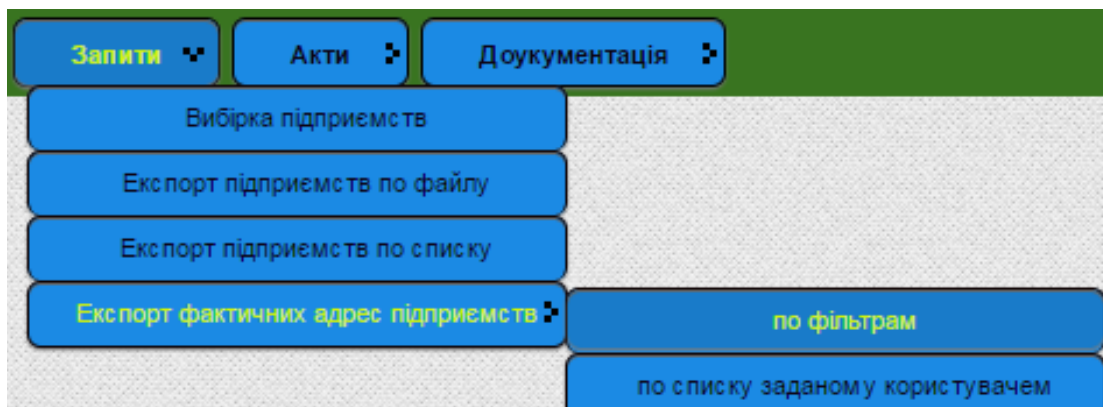 Запити
Акти
Доукументація
Вибірка підприємств
Експорт підприємств по файлу
Експорт підприємств по списку
Експорт фактичних адрес підприємств
по фільтрам
по списку заданому користувачем